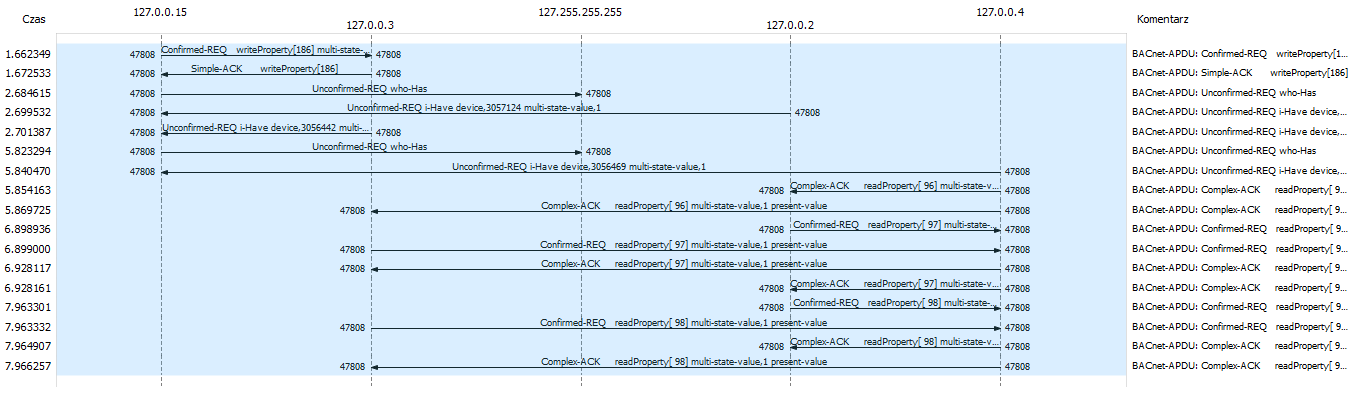 Czas 127.0.0.15 127.0.0.3 127.255.255.255 127.0.0.2 127.0.0.4 Komentarz
1.662349 47808 Confirmed-REQ writeProperty[186] multi-state-... 47808 BACnet-APDU: Confirmed-REQ writeProperty[1...
1.672533 47808 Simple-ACK writeProperty[186] 47808 BACnet-APDU: Simple-ACK writeProperty[186]
2.684615 47808 Unconfirmed-REQ who-Has 47808 BACnet-APDU: Unconfirmed-REQ who-Has
2.699532 47808 Unconfirmed-REQ i-Have device,3057124 multi-state-value,1 47808 BACnet-APDU: Unconfirmed-REQ i-Have device,...
2.701387 47808 Unconfirmed-REQ i-Have device,3056442 multi-... 47808 BACnet-APDU: Unconfirmed-REQ i-Have device,...
5.823294 47808 Unconfirmed-REQ who-Has 47808 BACnet-APDU: Unconfirmed-REQ who-Has
5.840470 47808 Unconfirmed-REQ i-Have device,3056469 multi-state-value,1 47808 BACnet-APDU: Unconfirmed-REQ i-Have device,...
5.854163 47808 Complex-ACK readProperty[ 96] multi-state-v... 47808 BACnet-APDU: Complex-ACK readProperty[ 9...
5.869725 47808 Complex-ACK readProperty[ 96] multi-state-value,1 present-value 47808 BACnet-APDU: Complex-ACK readProperty[ 9...
6.898936 47808 Confirmed-REQ readProperty[ 97] multi-state-... 47808 BACnet-APDU: Confirmed-REQ readProperty[ 9...
6.899000 47808 Confirmed-REQ readProperty[ 97] multi-state-value,1 present-value 47808 BACnet-APDU: Confirmed-REQ readProperty[ 9...
6.928117 47808 Complex-ACK readProperty[ 97] multi-state-value,1 present-value 47808 BACnet-APDU: Complex-ACK readProperty[ 9...
6.928161 47808 Complex-ACK readProperty[ 97] multi-state-v... 47808 BACnet-APDU: Complex-ACK readProperty[ 9...
7.963301 47808 Confirmed-REQ readProperty[ 98] multi-state-... 47808 BACnet-APDU: Confirmed-REQ readProperty[ 9...
7.963332 47808 Confirmed-REQ readProperty[ 98] multi-state-value,1 present-value 47808 BACnet-APDU: Confirmed-REQ readProperty[ 9...
7.964907 47808 Complex-ACK readProperty[ 98] multi-state-v... 47808 BACnet-APDU: Complex-ACK readProperty[ 9...
7.966257 47808 Complex-ACK readProperty[ 98] multi-state-value,1 present-value 47808 BACnet-APDU: Complex-ACK readProperty[ 9...